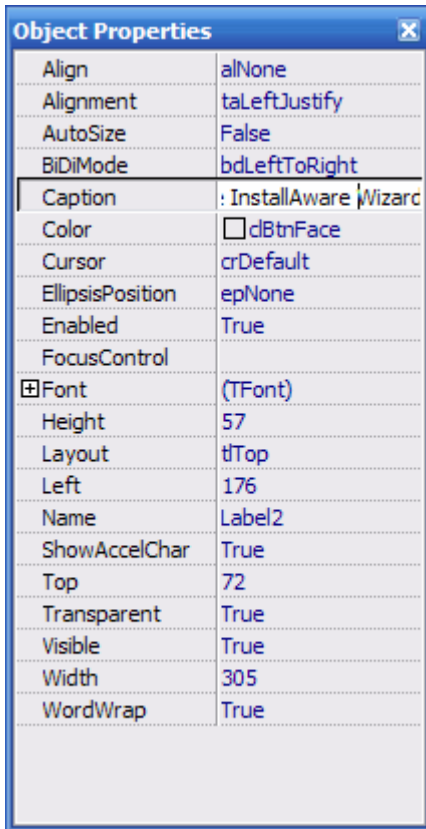 Object Properties
Align alNone
Alignment taLeftJustify
AutoSize False
BiDiMode bdLeftToRight
Caption : InstallAware Wizard
Color clBtnFace
Cursor crDefault
EllipsisPosition epNone
Enabled True
FocusControl
Font (TFont)
Height 57
Layout tlTop
Left 176
Name Label2
ShowAccelChar True
Top 72
Transparent True
Visible True
Width 305
WordWrap True